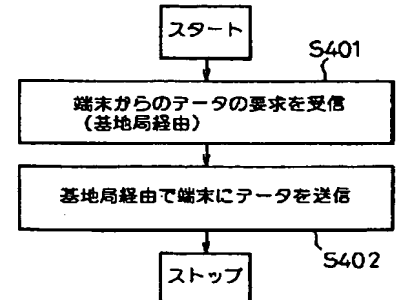 スタート
S401
端末からのデータの要求を受信
(基地局経由)
基地局経由で端末にデータを送信
S402
ストップ